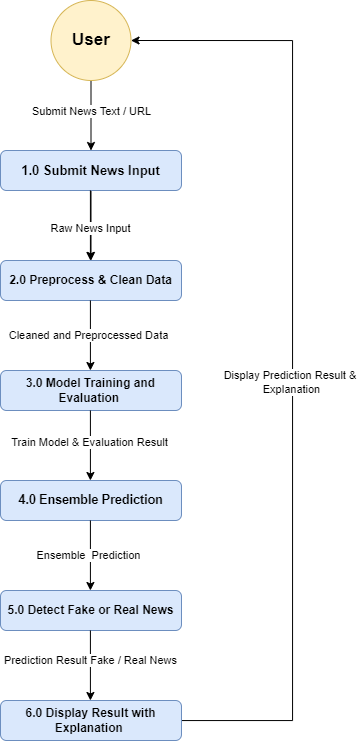 User
Submit News Text / URL
1.0 Submit News Input
Raw News Input
2.0 Preprocess & Clean Data
Cleaned and Preprocessed Data
3.0 Model Training and
Evaluation
Display Prediction Result &
Explanation
Train Model & Evaluation Result
4.0 Ensemble Prediction
Ensemble Prediction
5.0 Detect Fake or Real News
Prediction Result Fake / Real News
6.0 Display Result with
Explanation